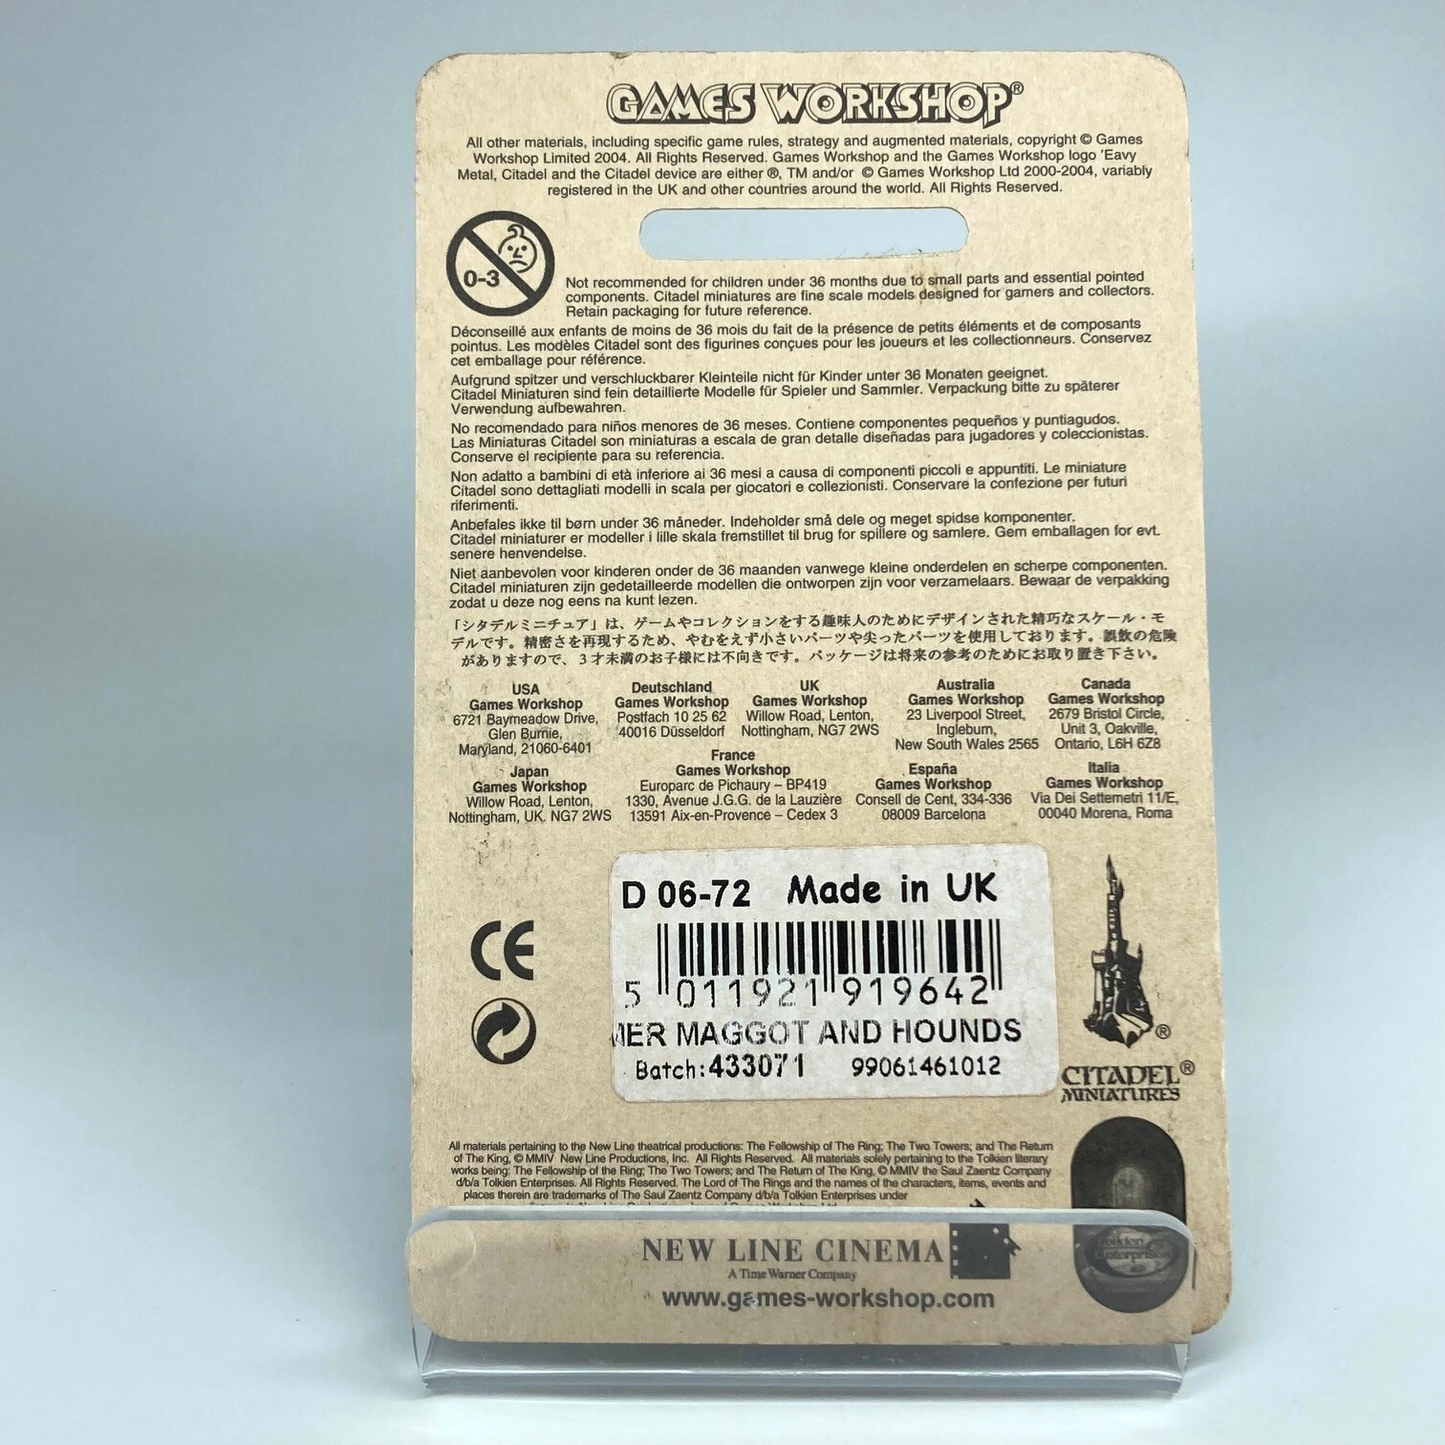 GAMES WORKSHOP®
All other materials, including specific game rules, strategy and augmented materials, copyright © Games
Workshop Limited 2004. All Rights Reserved. Games Workshop and the Games Workshop logo 'Eavy
Metal, Citadel and the Citadel device are either ®, TM and/or © Games Workshop Ltd 2000-2004, variably
registered in the UK and other countries around the world. All Rights Reserved.
0-3
Not recommended for children under 36 months due to small parts and essential pointed
components. Citadel miniatures are fine scale models designed for gamers and collectors.
Retain packaging for future reference.
Déconseillé aux enfants de moins de 36 mois du fait de la présence de petits éléments et de composants
pointus. Les modèles Citadel sont des figurines conçues pour les joueurs et les collectionneurs. Conservez
cet emballage pour référence.
Aufgrund spitzer und verschluckbarer Kleinteile nicht für Kinder unter 36 Monaten geeignet.
Citadel Miniaturen sind fein detaillierte Modelle für Spieler und Sammler. Verpackung bitte zu späterer
Verwendung aufbewahren.
No recomendado para niños menores de 36 meses. Contiene componentes pequeños y puntiagudos.
Las Miniaturas Citadel son miniaturas a escala de gran detalle diseñadas para jugadores y coleccionistas.
Conserve el recipiente para su referencia.
Non adatto a bambini di età inferiore ai 36 mesi a causa di componenti piccoli e appuntiti. Le miniature
Citadel sono dettagliati modelli in scala per giocatori e collezionisti. Conservare la confezione per futuri
riferimenti.
Anbefales ikke til børn under 36 måneder. Indeholder små dele og meget spidse komponenter.
Citadel miniaturer er modeller i lille skala fremstillet til brug for spillere og samlere. Gem emballagen for evt.
senere henvendelse.
Niet aanbevolen voor kinderen onder de 36 maanden vanwege kleine onderdelen en scherpe componenten.
Citadel miniaturen zijn gedetailleerde modellen die ontworpen zijn voor verzamelaars. Bewaar de verpakking
zodat u deze nog eens na kunt lezen.
「シタデルミニチュア」は、ゲームやコレクションをする趣味人のためにデザインされた精巧なスケール・モ
デルです。精密さを再現するため、やむをえず小さいパーツや尖ったパーツを使用しております。誤飲の危険
がありますので、3才未満のお子様には不向きです。パッケージは将来の参考のためにお取り置き下さい。
USA
Games Workshop
6721 Baymeadow Drive,
Glen Burnie,
Maryland, 21060-6401
Deutschland
Games Workshop
Postfach 10 25 62
40016 Düsseldorf
UK
Games Workshop
Willow Road, Lenton,
Nottingham, NG7 2WS
Australia
Games Workshop
23 Liverpool Street,
Ingleburn,
New South Wales 2565
Canada
Games Workshop
2679 Bristol Circle,
Unit 3, Oakville,
Ontario, L6H 6Z8
Japan
Games Workshop
Willow Road, Lenton,
Nottingham, UK. NG7 2WS
France
Games Workshop
Europarc de Pichaury – BP419
1330, Avenue J.G.G. de la Lauzière
13591 Aix-en-Provence – Cedex 3
España
Games Workshop
Consell de Cent, 334-336
08009 Barcelona
Italia
Games Workshop
Via Dei Settemetri 11/E,
00040 Morena, Roma
D 06-72 Made in UK
5 011921 919642
MER MAGGOT AND HOUNDS
Batch:433071 99061461012
CE
®
CITADEL®
MINIATURES
All materials pertaining to the New Line theatrical productions: The Fellowship of The Ring; The Two Towers; and The Return
of The King, © MMIV New Line Productions, Inc. All Rights Reserved. All materials solely pertaining to the Tolkien literary
works being: The Fellowship of the Ring; The Two Towers; and The Return of The King, © MMIV the Saul Zaentz Company
d/b/a Tolkien Enterprises. All Rights Reserved. The Lord of The Rings and the names of the characters, items, events and
places therein are trademarks of The Saul Zaentz Company d/b/a Tolkien Enterprises under
NEW LINE CINEMA
A Time Warner Company
www.games-workshop.com
Tolkien
Enterprises